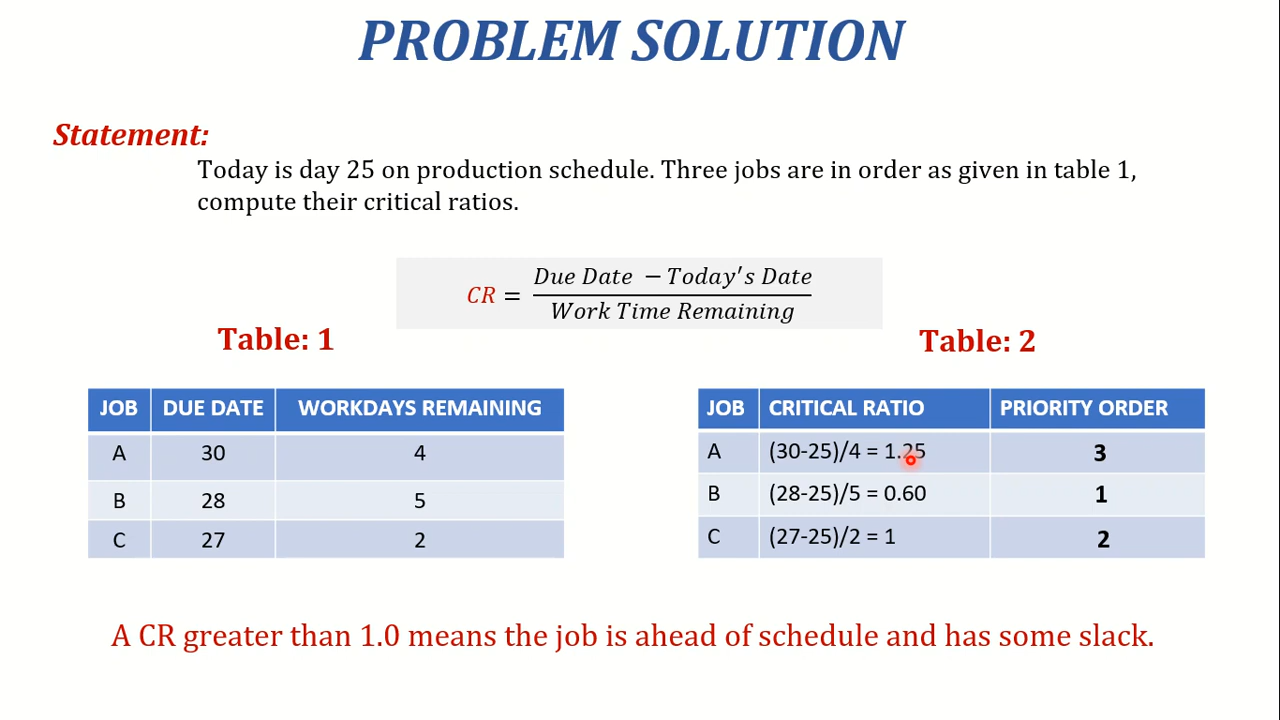 PROBLEM SOLUTION
Statement:
Today is day 25 on production schedule. Three jobs are in order as given in table 1,
compute their critical ratios.
CR = Due Date − Today's Date
Work Time Remaining
Table: 1
JOB DUE DATE WORKDAYS REMAINING
A 30 4
B 28 5
C 27 2
Table: 2
JOB CRITICAL RATIO PRIORITY ORDER
A (30-25)/4 = 1.25 3
B (28-25)/5 = 0.60 1
C (27-25)/2 = 1 2
A CR greater than 1.0 means the job is ahead of schedule and has some slack.